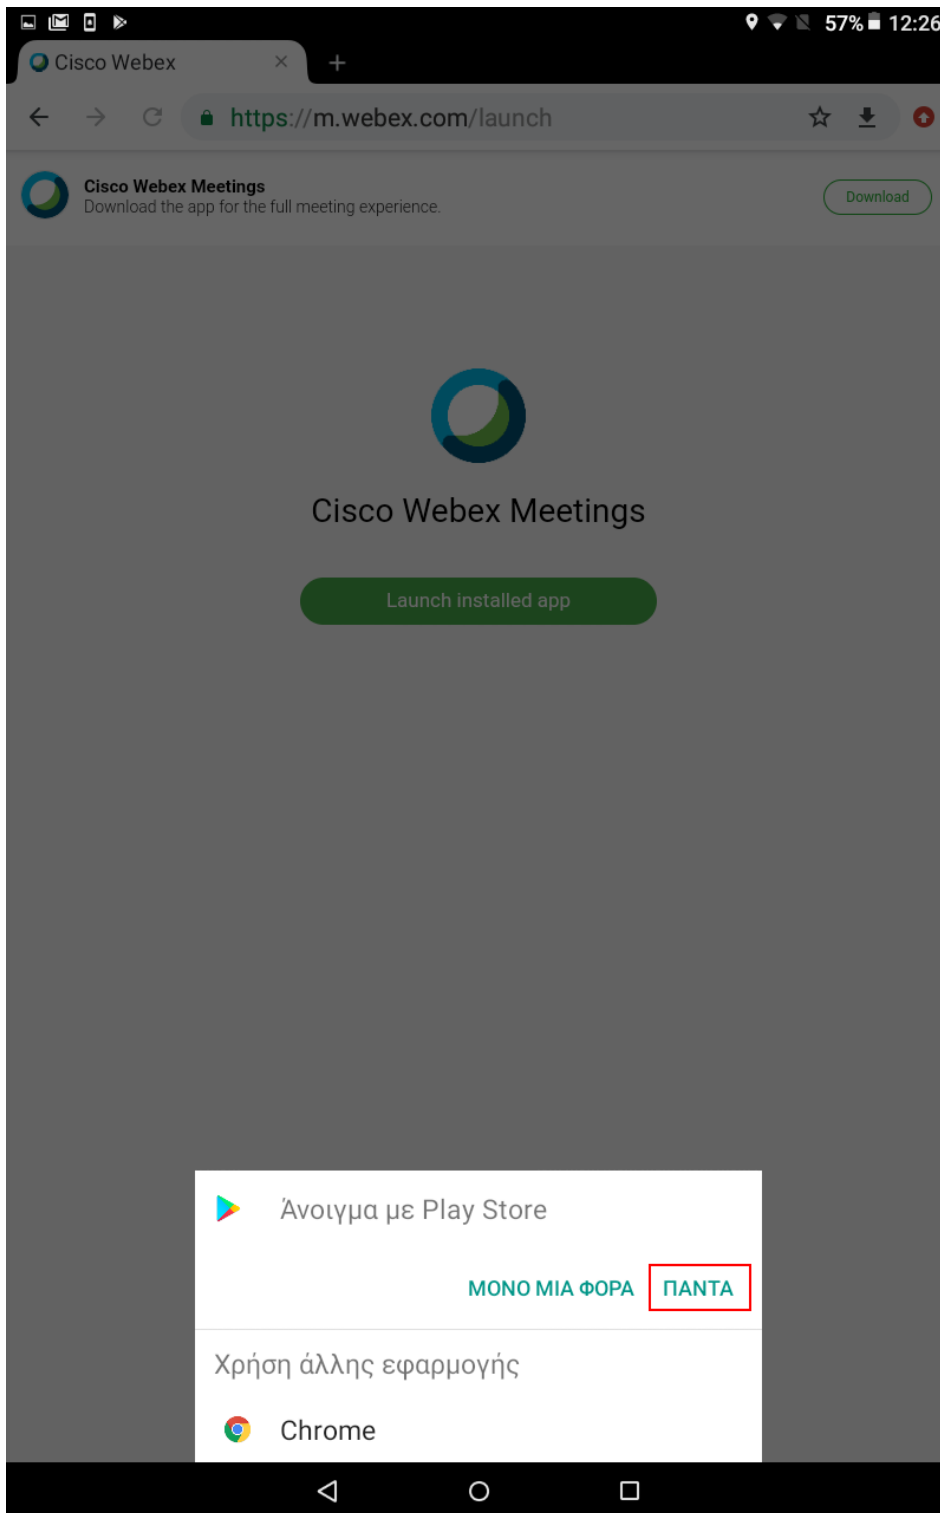 57% 12:26
Cisco Webex
https://m.webex.com/launch
Cisco Webex Meetings
Download the app for the full meeting experience.
Download
Cisco Webex Meetings
Launch installed app
Άνοιγμα με Play Store
ΜΟΝΟ ΜΙΑ ΦΟΡΑ ΠΑΝΤΑ
Χρήση άλλης εφαρμογής
Chrome